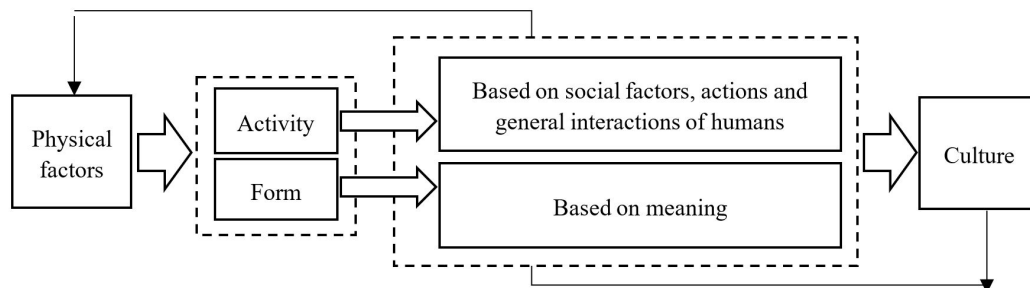 Physical
factors
Activity
Form
Based on social factors, actions and
general interactions of humans
Based on meaning
Culture